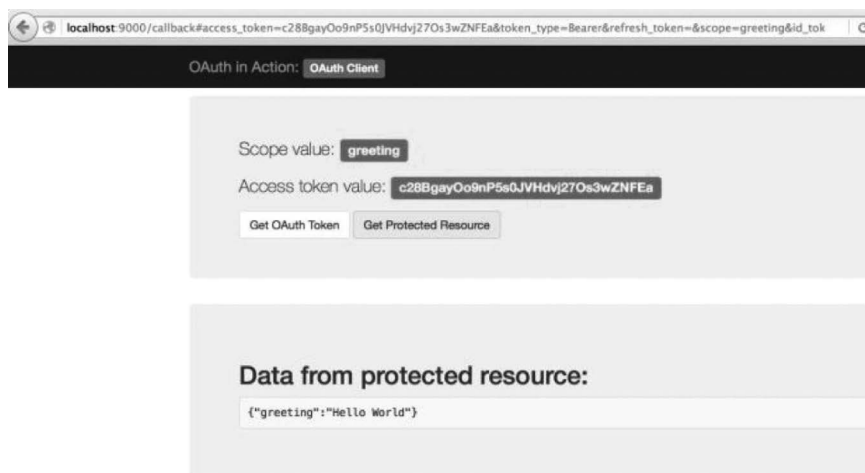 localhost:9000/callback#access_token=c28BgayOo9nP5s0JVHdvj27Os3wZNFEa&token_type=Bearer&refresh_token=&scope=greeting&id_tok
OAuth in Action: OAuth Client
Scope value: greeting
Access token value: c28BgayOo9nP5s0JVHdvj27Os3wZNFEa
Get OAuth Token Get Protected Resource
Data from protected resource:
{"greeting":"Hello World"}